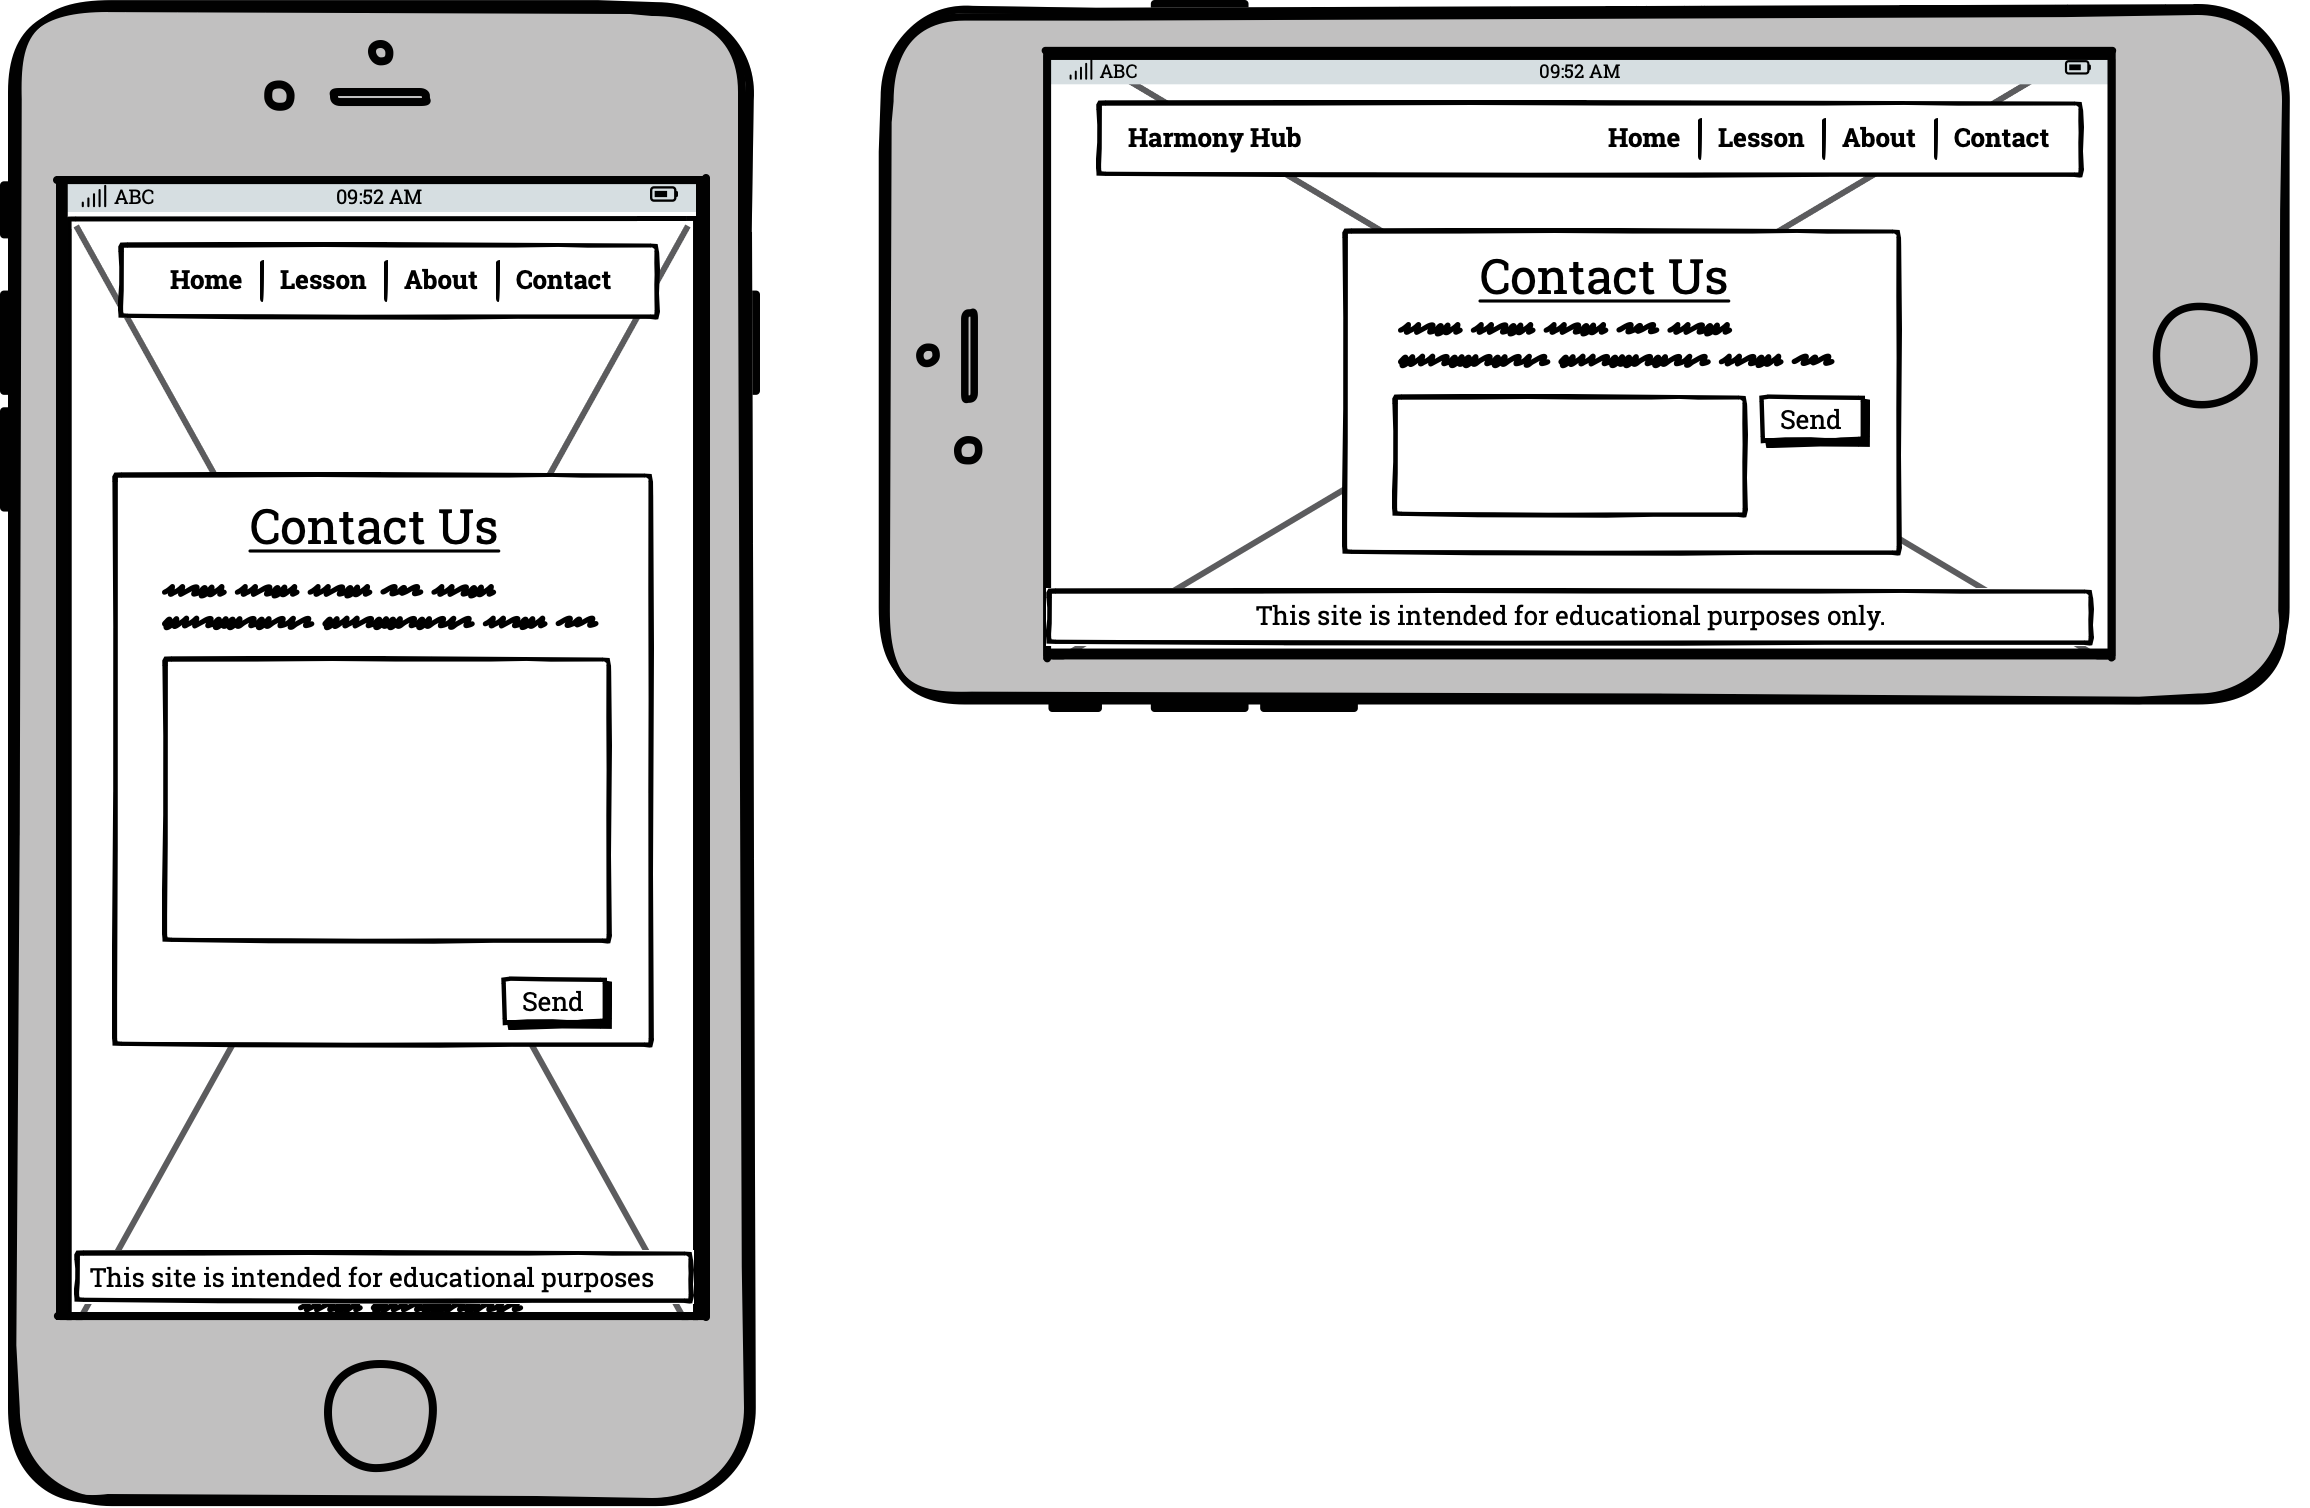 ABC 09:52 AM
Home Lesson About Contact
Contact Us
Send
This site is intended for educational purposes
ABC 09:52 AM
Harmony Hub Home Lesson About Contact
Contact Us
Send
This site is intended for educational purposes only.